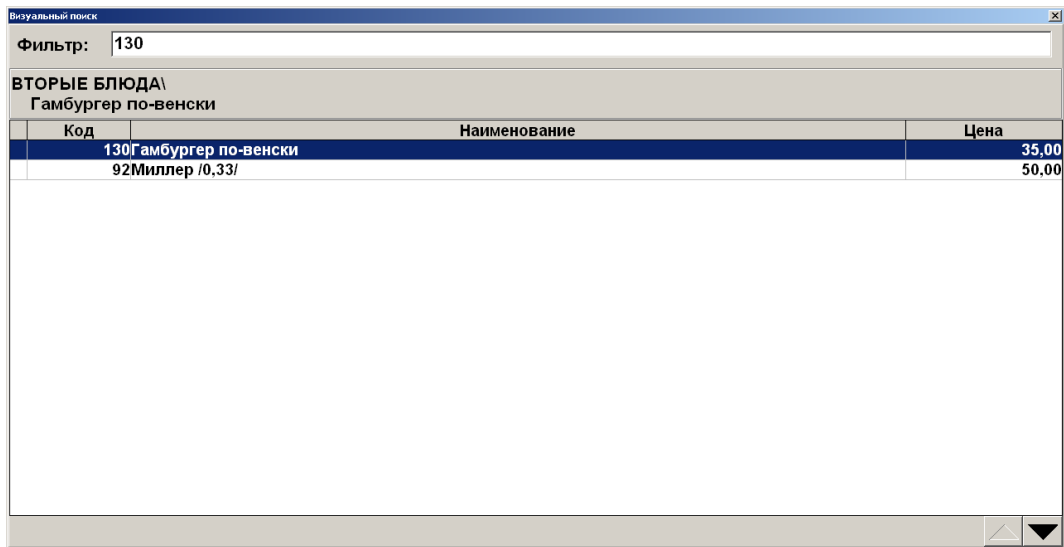 Визуальный поиск
Фильтр: 130
ВТОРЫЕ БЛЮДА\
Гамбургер по-венски
Код Наименование Цена
130 Гамбургер по-венски 35,00
92 Миллер /0,33/ 50,00